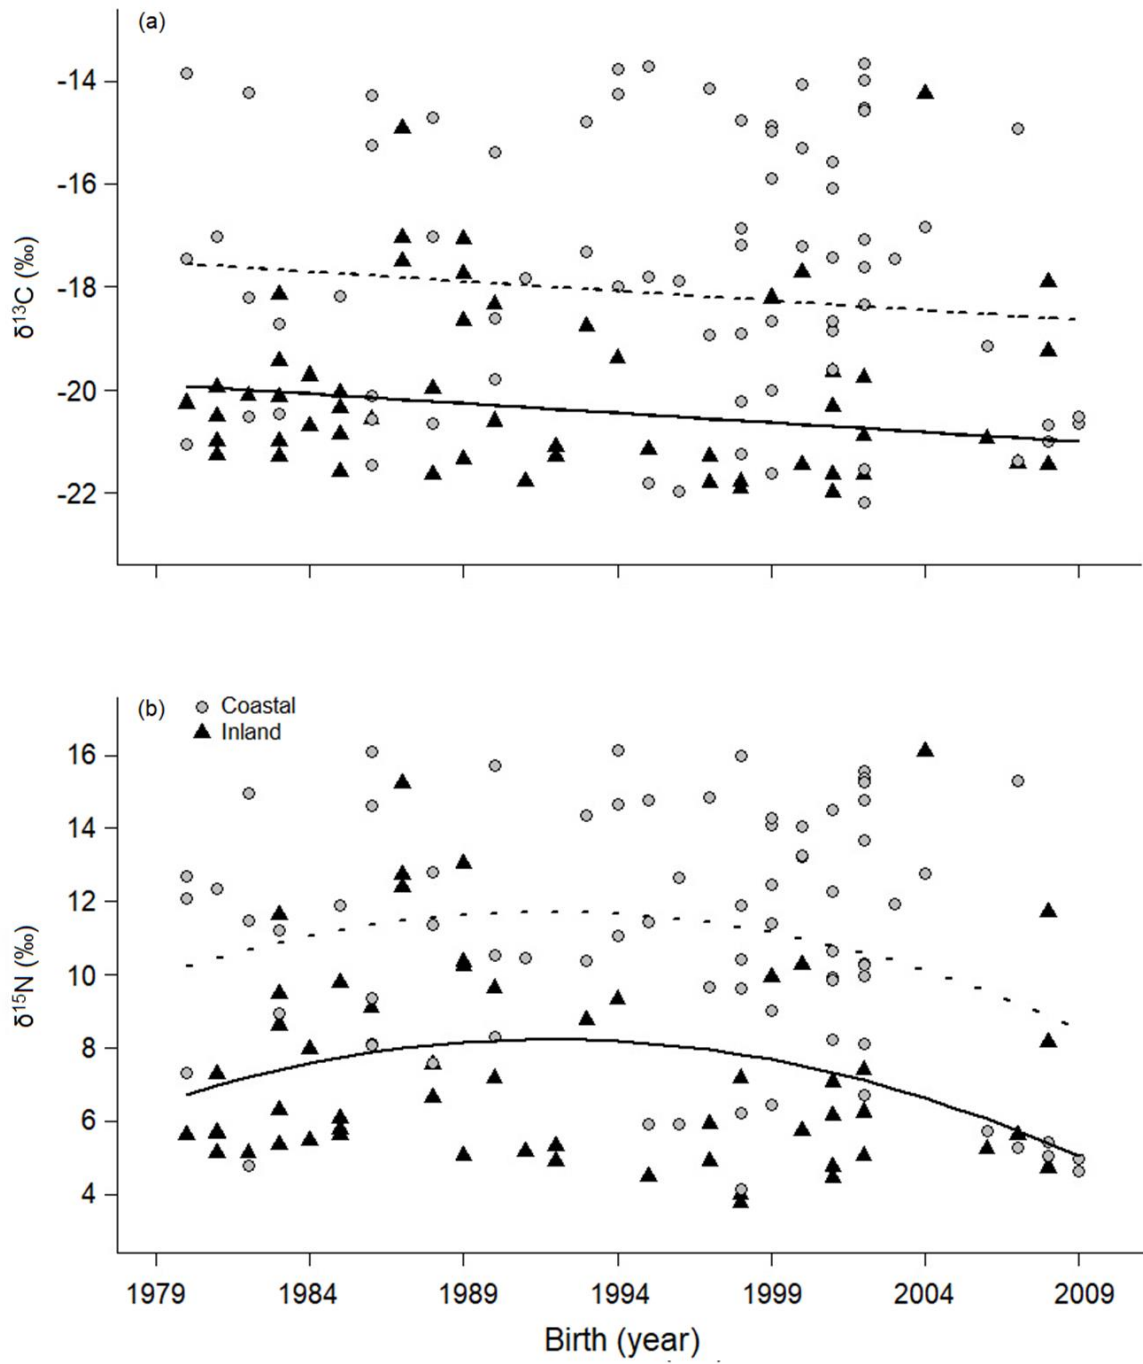 (a)
-14
-16
-18
-20
-22
δ¹³C (‰)
(b)
Coastal
Inland
16
14
12
10
8
6
4
δ¹⁵N (‰)
1979 1984 1989 1994 1999 2004 2009
Birth (year)